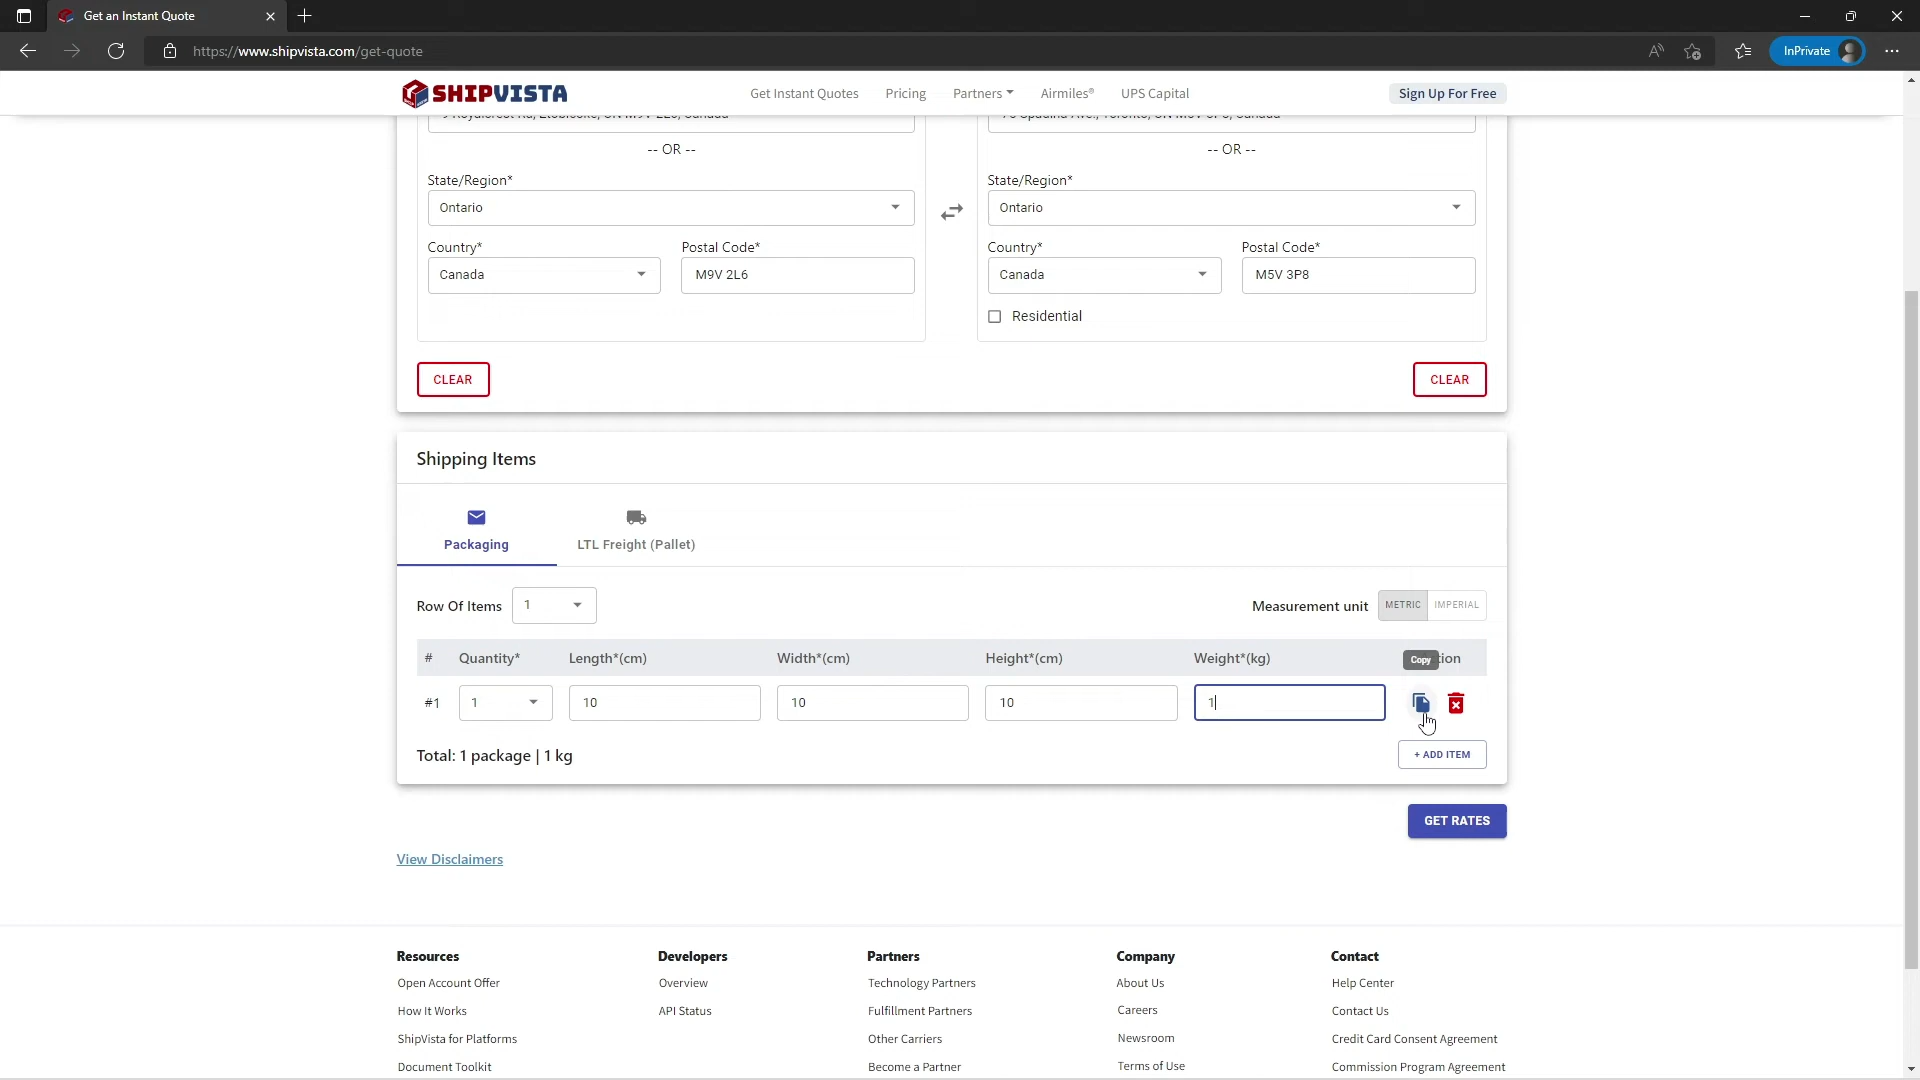 Get an Instant Quote
https://www.shipvista.com/get-quote
InPrivate
SHIPVISTA
Get Instant Quotes
Pricing
Partners
Airmiles®
UPS Capital
Sign Up For Free
-- OR --
-- OR --
State/Region*
State/Region*
Ontario
Ontario
Country*
Postal Code*
Country*
Postal Code*
Canada
M9V 2L6
Canada
M5V 3P8
Residential
CLEAR
CLEAR
Shipping Items
Packaging
LTL Freight (Pallet)
Row Of Items
1
Measurement unit
METRIC
IMPERIAL
#
Quantity*
Length*(cm)
Width*(cm)
Height*(cm)
Weight*(kg)
Copy
#1
1
10
10
10
1
Total: 1 package | 1 kg
+ ADD ITEM
GET RATES
View Disclaimers
Resources
Developers
Partners
Company
Contact
Open Account Offer
Overview
Technology Partners
About Us
Help Center
How It Works
API Status
Fulfillment Partners
Careers
Contact Us
ShipVista for Platforms
Other Carriers
Newsroom
Credit Card Consent Agreement
Document Toolkit
Become a Partner
Terms of Use
Commission Program Agreement